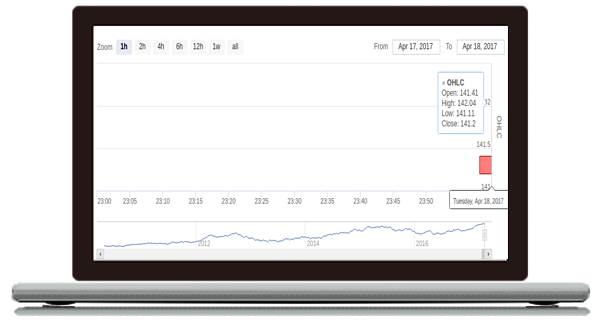 Zoom 1h 2h 4h 6h 12h 1w all From Apr 17, 2017 To Apr 18, 2017
OHLC
Open: 141.41
High: 142.04
Low: 141.11
Close: 141.2
OHLC
141.5
141
23:00 23:05 23:10 23:15 23:20 23:25 23:30 23:35 23:40 23:45 23:50
Tuesday, Apr 18, 2017
2012 2014 2016